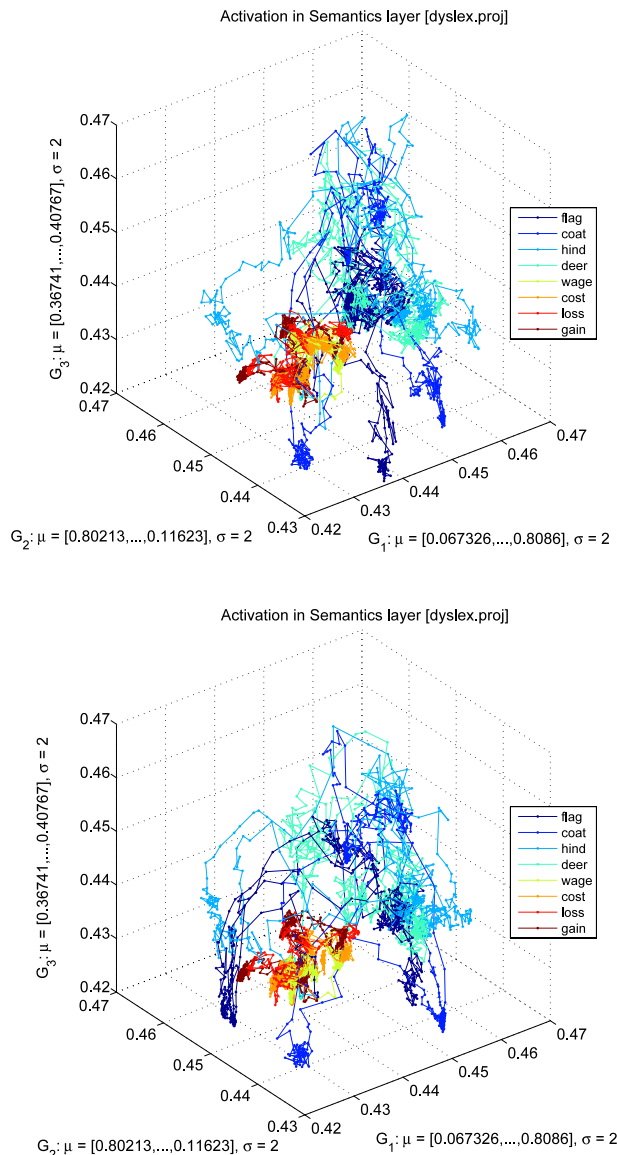 Activation in Semantics layer [dyslex.proj]
0.47
0.46
0.45
0.44
0.43
0.42
G3: μ = [0.36741,...,0.40767], σ = 2
flag
coat
hind
deer
wage
cost
loss
gain
0.47
0.46
0.45
0.44
0.43
0.42
0.43
0.44
0.45
0.46
0.47
G2: μ = [0.80213,...,0.11623], σ = 2
G1: μ = [0.067326,...,0.8086], σ = 2
Activation in Semantics layer [dyslex.proj]
0.47
0.46
0.45
0.44
0.43
0.42
G3: μ = [0.36741,...,0.40767], σ = 2
flag
coat
hind
deer
wage
cost
loss
gain
0.47
0.46
0.45
0.44
0.43
0.42
0.43
0.44
0.45
0.46
0.47
G2: μ = [0.80213,...,0.11623], σ = 2
G1: μ = [0.067326,...,0.8086], σ = 2